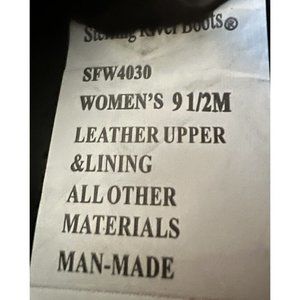 Sterling River Boots®
SFW4030
WOMEN'S 9 1/2M
LEATHER UPPER
&LINING
ALL OTHER
MATERIALS
MAN-MADE